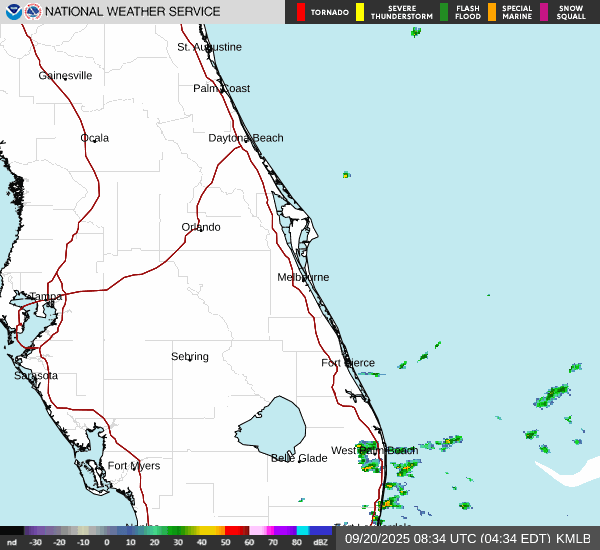 NATIONAL WEATHER SERVICE
TORNADO
SEVERE THUNDERSTORM
FLASH FLOOD
SPECIAL MARINE
SNOW SQUALL
St. Augustine
Gainesville
Palm Coast
Ocala
Daytona Beach
Orlando
Melbourne
Tampa
Sebring
Fort Pierce
Sarasota
West Palm Beach
Belle Glade
Fort Myers
nd -30 -20 -10 0 10 20 30 40 50 60 70 80 dBZ
09/20/2025 08:34 UTC (04:34 EDT) KMLB